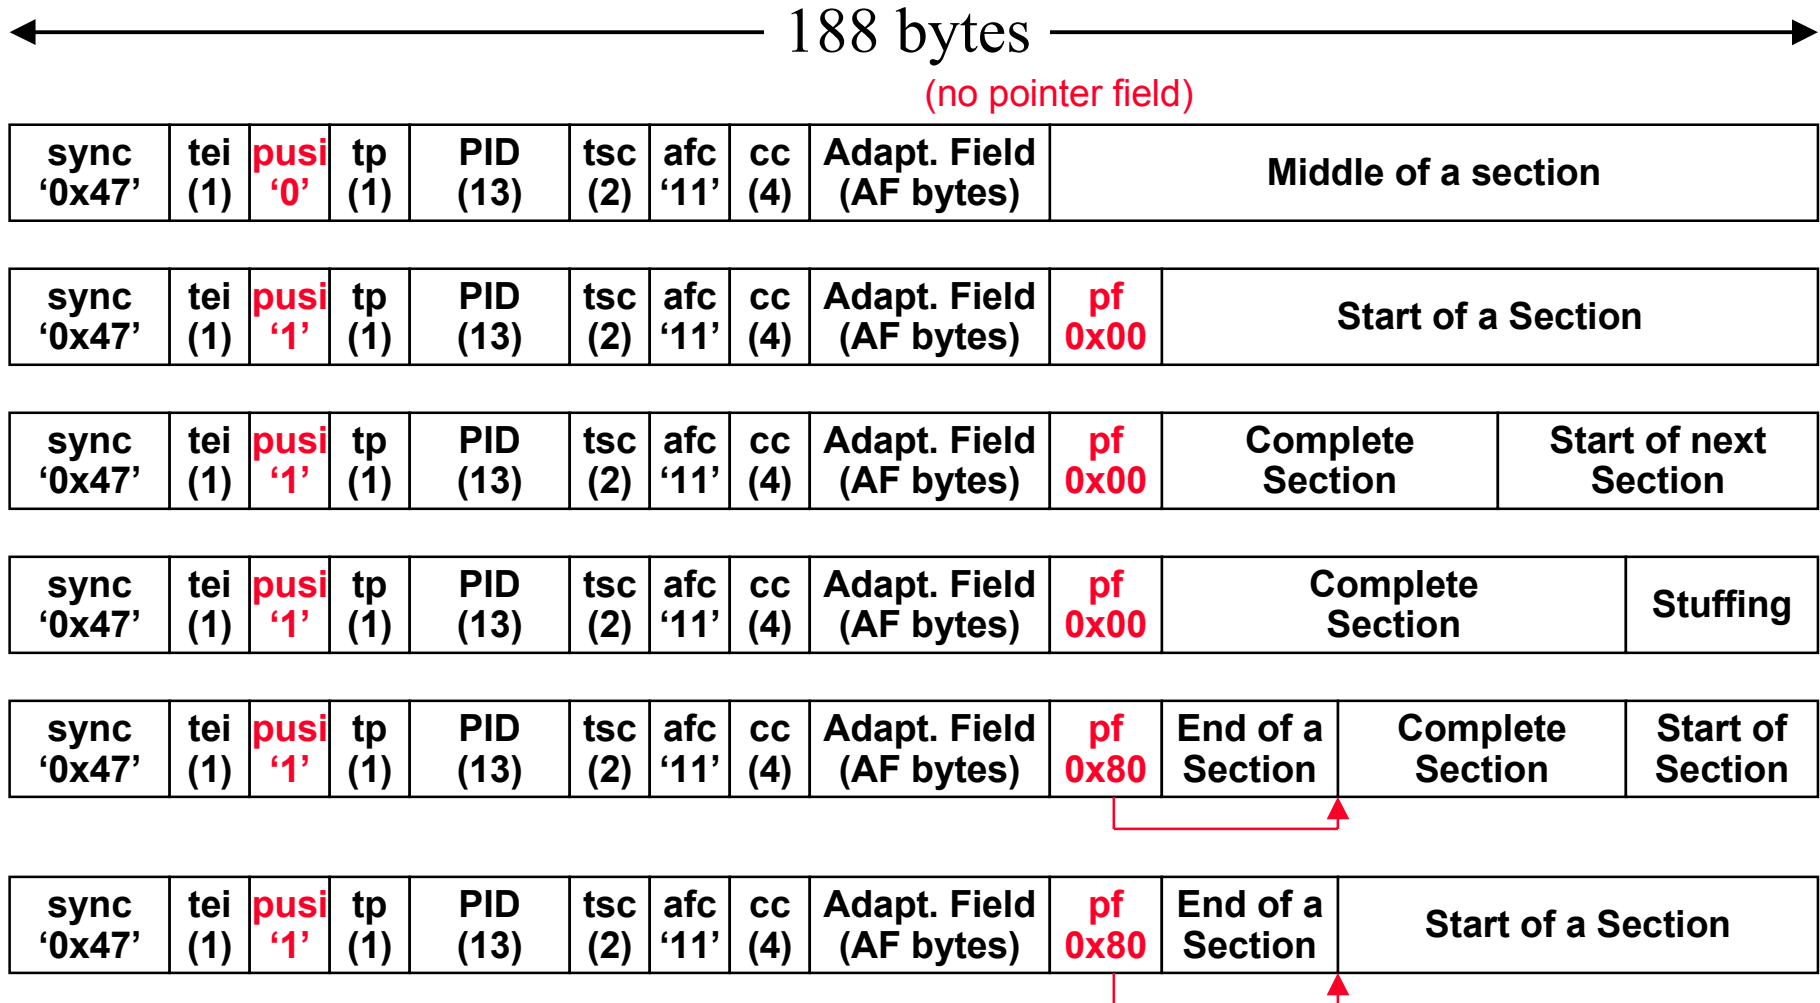 188 bytes
(no pointer field)
sync tei pusi tp PID tsc afc cc Adapt. Field Middle of a section
‘0x47’ (1) ‘0’ (1) (13) (2) ‘11’ (4) (AF bytes)
sync tei pusi tp PID tsc afc cc Adapt. Field pf Start of a Section
‘0x47’ (1) ‘1’ (1) (13) (2) ‘11’ (4) (AF bytes) 0x00
sync tei pusi tp PID tsc afc cc Adapt. Field pf Complete Start of next
‘0x47’ (1) ‘1’ (1) (13) (2) ‘11’ (4) (AF bytes) 0x00 Section Section
sync tei pusi tp PID tsc afc cc Adapt. Field pf Complete Stuffing
‘0x47’ (1) ‘1’ (1) (13) (2) ‘11’ (4) (AF bytes) 0x00 Section
sync tei pusi tp PID tsc afc cc Adapt. Field pf End of a Complete Start of
‘0x47’ (1) ‘1’ (1) (13) (2) ‘11’ (4) (AF bytes) 0x80 Section Section Section
sync tei pusi tp PID tsc afc cc Adapt. Field pf End of a Start of a Section
‘0x47’ (1) ‘1’ (1) (13) (2) ‘11’ (4) (AF bytes) 0x80 Section